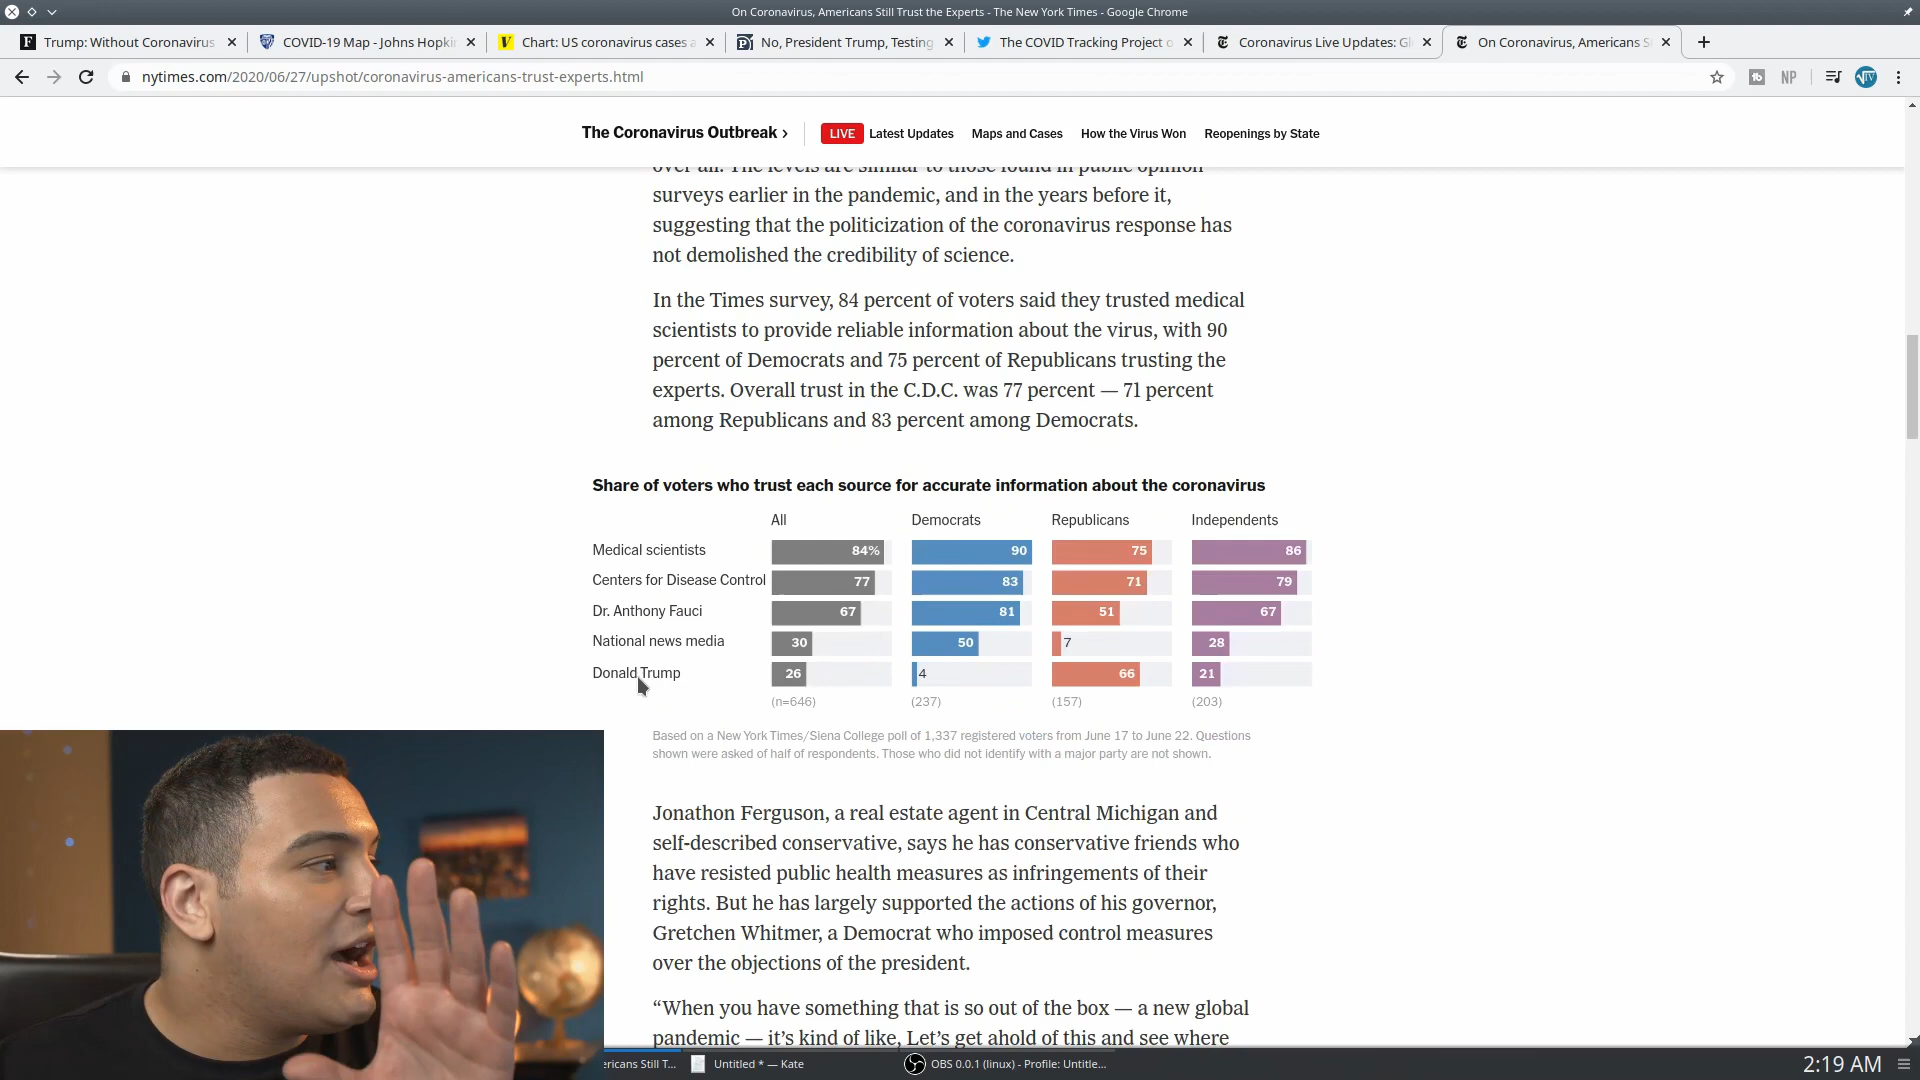 On Coronavirus, Americans Still Trust the Experts - The New York Times - Google Chrome
Trump: Without Coronavirus
COVID-19 Map - Johns Hopki
Chart: US coronavirus cases a
No, President Trump, Testing
The COVID Tracking Project o
Coronavirus Live Updates: Gl
On Coronavirus, Americans S
nytimes.com/2020/06/27/upshot/coronavirus-americans-trust-experts.html
NP
The Coronavirus Outbreak ›
LIVE Latest Updates Maps and Cases How the Virus Won Reopenings by State
over all. The levels are similar to those found in public opinion
surveys earlier in the pandemic, and in the years before it,
suggesting that the politicization of the coronavirus response has
not demolished the credibility of science.
In the Times survey, 84 percent of voters said they trusted medical
scientists to provide reliable information about the virus, with 90
percent of Democrats and 75 percent of Republicans trusting the
experts. Overall trust in the C.D.C. was 77 percent — 71 percent
among Republicans and 83 percent among Democrats.
Share of voters who trust each source for accurate information about the coronavirus
All Democrats Republicans Independents
Medical scientists 84% 90 75 86
Centers for Disease Control 77 83 71 79
Dr. Anthony Fauci 67 81 51 67
National news media 30 50 7 28
Donald Trump 26 4 66 21
(n=646) (237) (157) (203)
Based on a New York Times/Siena College poll of 1,337 registered voters from June 17 to June 22. Questions
shown were asked of half of respondents. Those who did not identify with a major party are not shown.
Jonathon Ferguson, a real estate agent in Central Michigan and
self-described conservative, says he has conservative friends who
have resisted public health measures as infringements of their
rights. But he has largely supported the actions of his governor,
Gretchen Whitmer, a Democrat who imposed control measures
over the objections of the president.
“When you have something that is so out of the box — a new global
pandemic — it’s kind of like, Let’s get ahold of this and see where
ericans Still T...
Untitled * — Kate
OBS 0.0.1 (linux) - Profile: Untitle...
2:19 AM